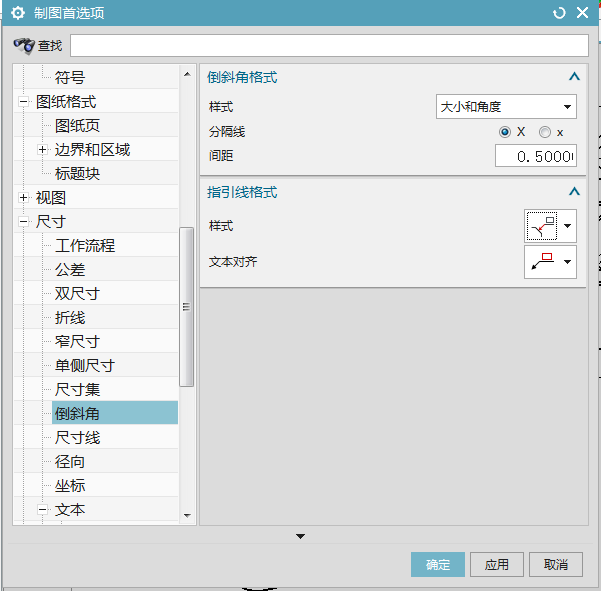 制图首选项
查找
符号
图纸格式
图纸页
边界和区域
标题块
视图
尺寸
工作流程
公差
双尺寸
折线
窄尺寸
单侧尺寸
尺寸集
倒斜角
尺寸线
径向
坐标
文本
倒斜角格式
样式 大小和角度
分隔线 X x
间距 0.5000
指引线格式
样式
文本对齐
确定 应用 取消